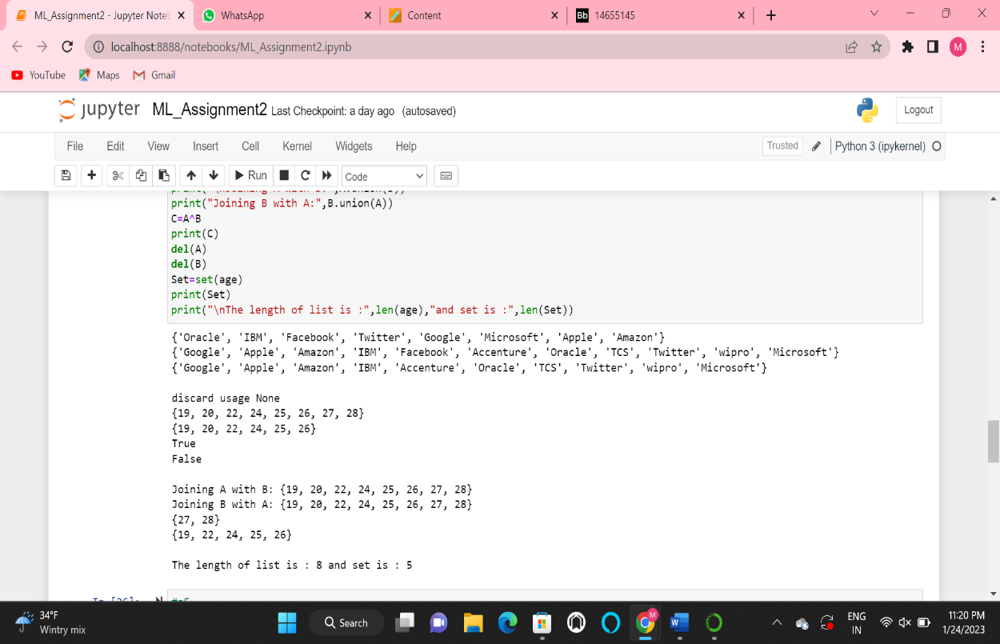 ML_Assignment2 - Jupyter Noteb
WhatsApp
Content
Bb 14655145
localhost:8888/notebooks/ML_Assignment2.ipynb
M
YouTube
Maps
Gmail
jupyter ML_Assignment2 Last Checkpoint: a day ago (autosaved)
Logout
File Edit View Insert Cell Kernel Widgets Help
Trusted
Python 3 (ipykernel)
Run
Code
print("Joining B with A:",B.union(A))
C=A^B
print(C)
del(A)
del(B)
Set=set(age)
print(Set)
print("\nThe length of list is :",len(age),"and set is :",len(Set))
{'Oracle', 'IBM', 'Facebook', 'Twitter', 'Google', 'Microsoft', 'Apple', 'Amazon'}
{'Google', 'Apple', 'Amazon', 'IBM', 'Facebook', 'Accenture', 'Oracle', 'TCS', 'Twitter', 'wipro', 'Microsoft'}
{'Google', 'Apple', 'Amazon', 'IBM', 'Accenture', 'Oracle', 'TCS', 'Twitter', 'wipro', 'Microsoft'}
discard usage None
{19, 20, 22, 24, 25, 26, 27, 28}
{19, 20, 22, 24, 25, 26}
True
False
Joining A with B: {19, 20, 22, 24, 25, 26, 27, 28}
Joining B with A: {19, 20, 22, 24, 25, 26, 27, 28}
{27, 28}
{19, 22, 24, 25, 26}
The length of list is : 8 and set is : 5
34°F
Wintry mix
Search
M
ENG
IN
11:20 PM
1/24/2023